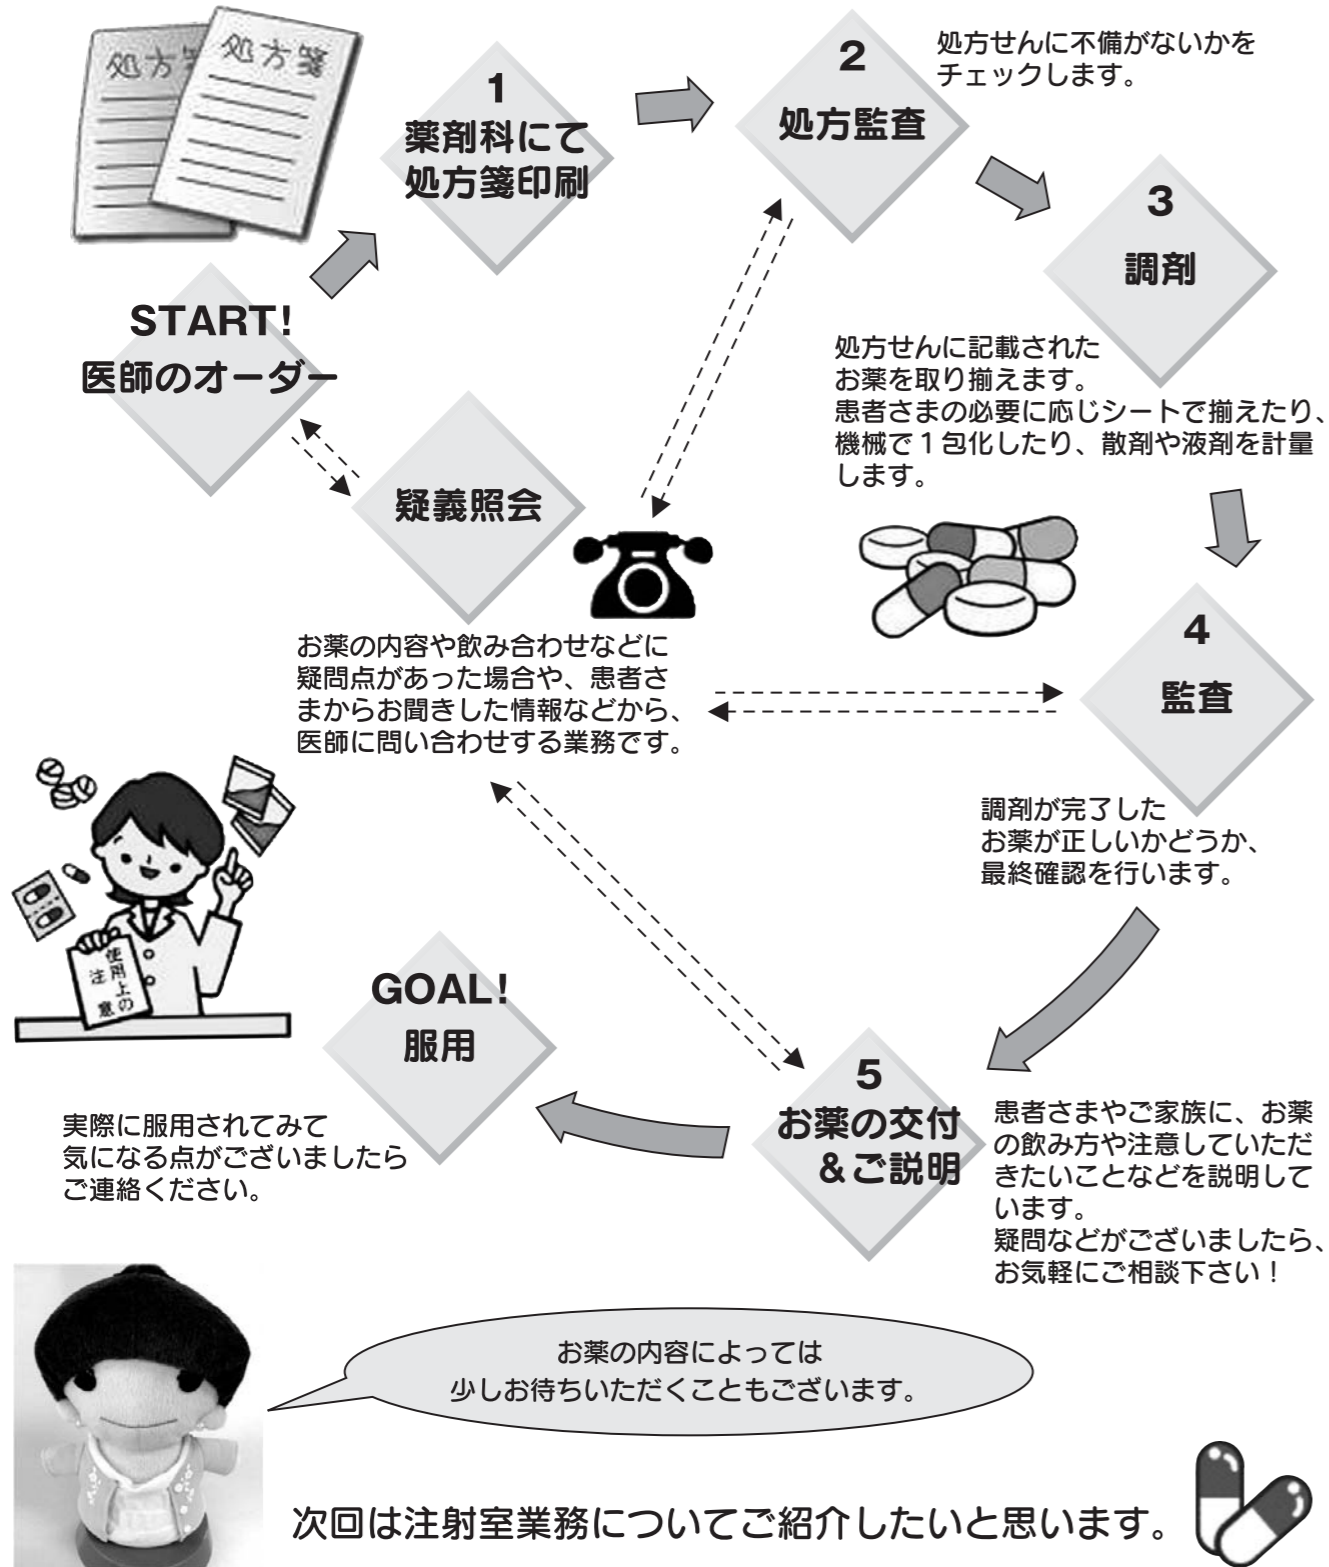 処方箋
処方箋
START!
医師のオーダー
1
薬剤科にて
処方箋印刷
2
処方監査
処方せんに不備がないかを
チェックします。
3
調剤
処方せんに記載された
お薬を取り揃えます。
患者さまの必要に応じシートで揃えたり、
機械で１包化したり、散剤や液剤を計量
します。
疑義照会
お薬の内容や飲み合わせなどに
疑問点があった場合や、患者さ
まからお聞きした情報などから、
医師に問い合わせする業務です。
4
監査
調剤が完了した
お薬が正しいかどうか、
最終確認を行います。
使用上の
注意
5
お薬の交付
＆ご説明
患者さまやご家族に、お薬
の飲み方や注意していただ
きたいことなどを説明して
います。
疑問などがございましたら、
お気軽にご相談下さい！
GOAL!
服用
実際に服用されてみて
気になる点がございましたら
ご連絡ください。
お薬の内容によっては
少しお待ちいただくこともございます。
次回は注射室業務についてご紹介したいと思います。